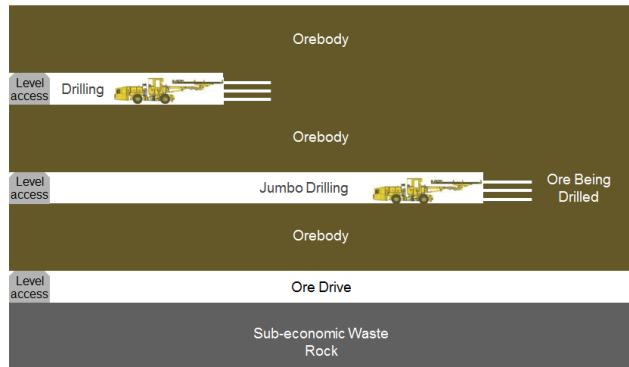 Orebody
Level
access
Drilling
Orebody
Level
access
Jumbo Drilling
Ore Being
Drilled
Orebody
Level
access
Ore Drive
Sub-economic Waste
Rock